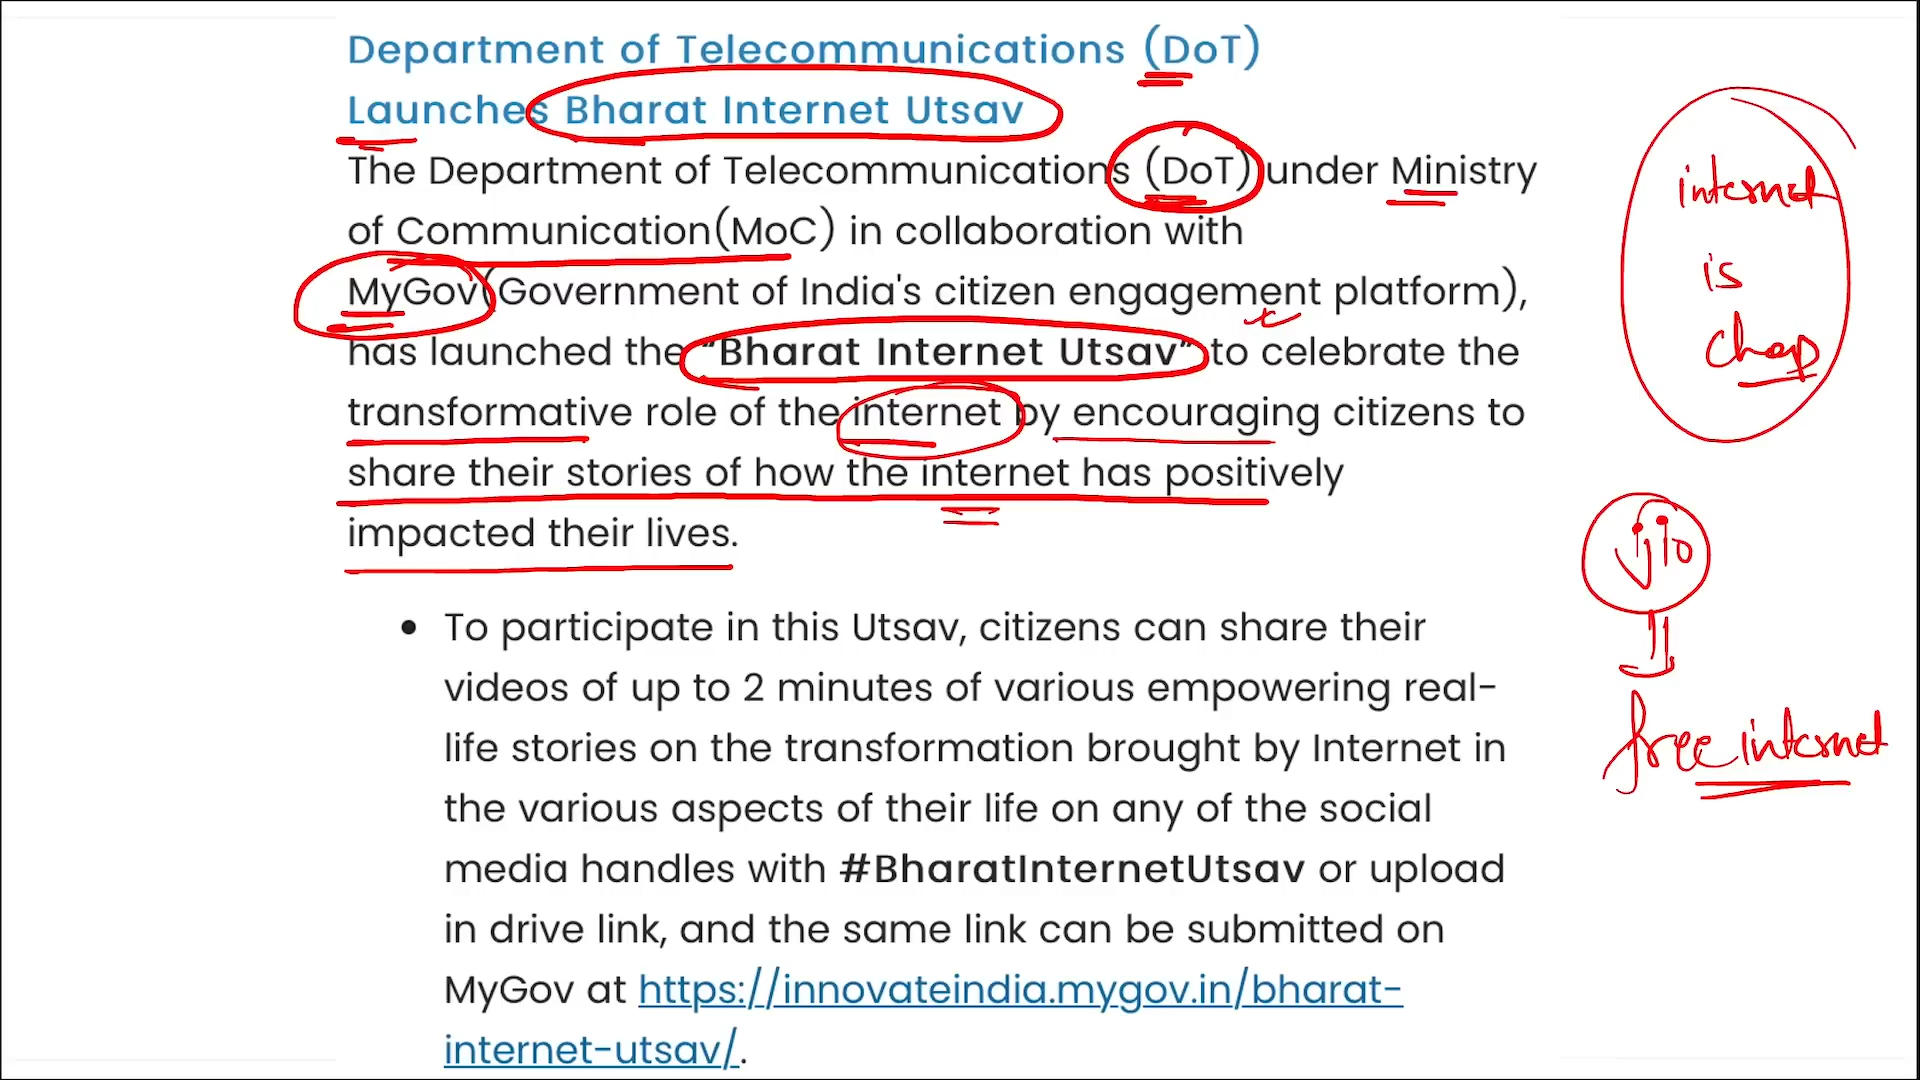 Department of Telecommunications (DoT)
Launches Bharat Internet Utsav
The Department of Telecommunications (DoT) under Ministry
of Communication(MoC) in collaboration with
MyGov(Government of India's citizen engagement platform),
has launched the "Bharat Internet Utsav" to celebrate the
transformative role of the internet by encouraging citizens to
share their stories of how the internet has positively
impacted their lives.
• To participate in this Utsav, citizens can share their
videos of up to 2 minutes of various empowering real-
life stories on the transformation brought by Internet in
the various aspects of their life on any of the social
media handles with #BharatInternetUtsav or upload
in drive link, and the same link can be submitted on
MyGov at https://innovateindia.mygov.in/bharat-
internet-utsav/.
internet
is
cheap
jio
free internet